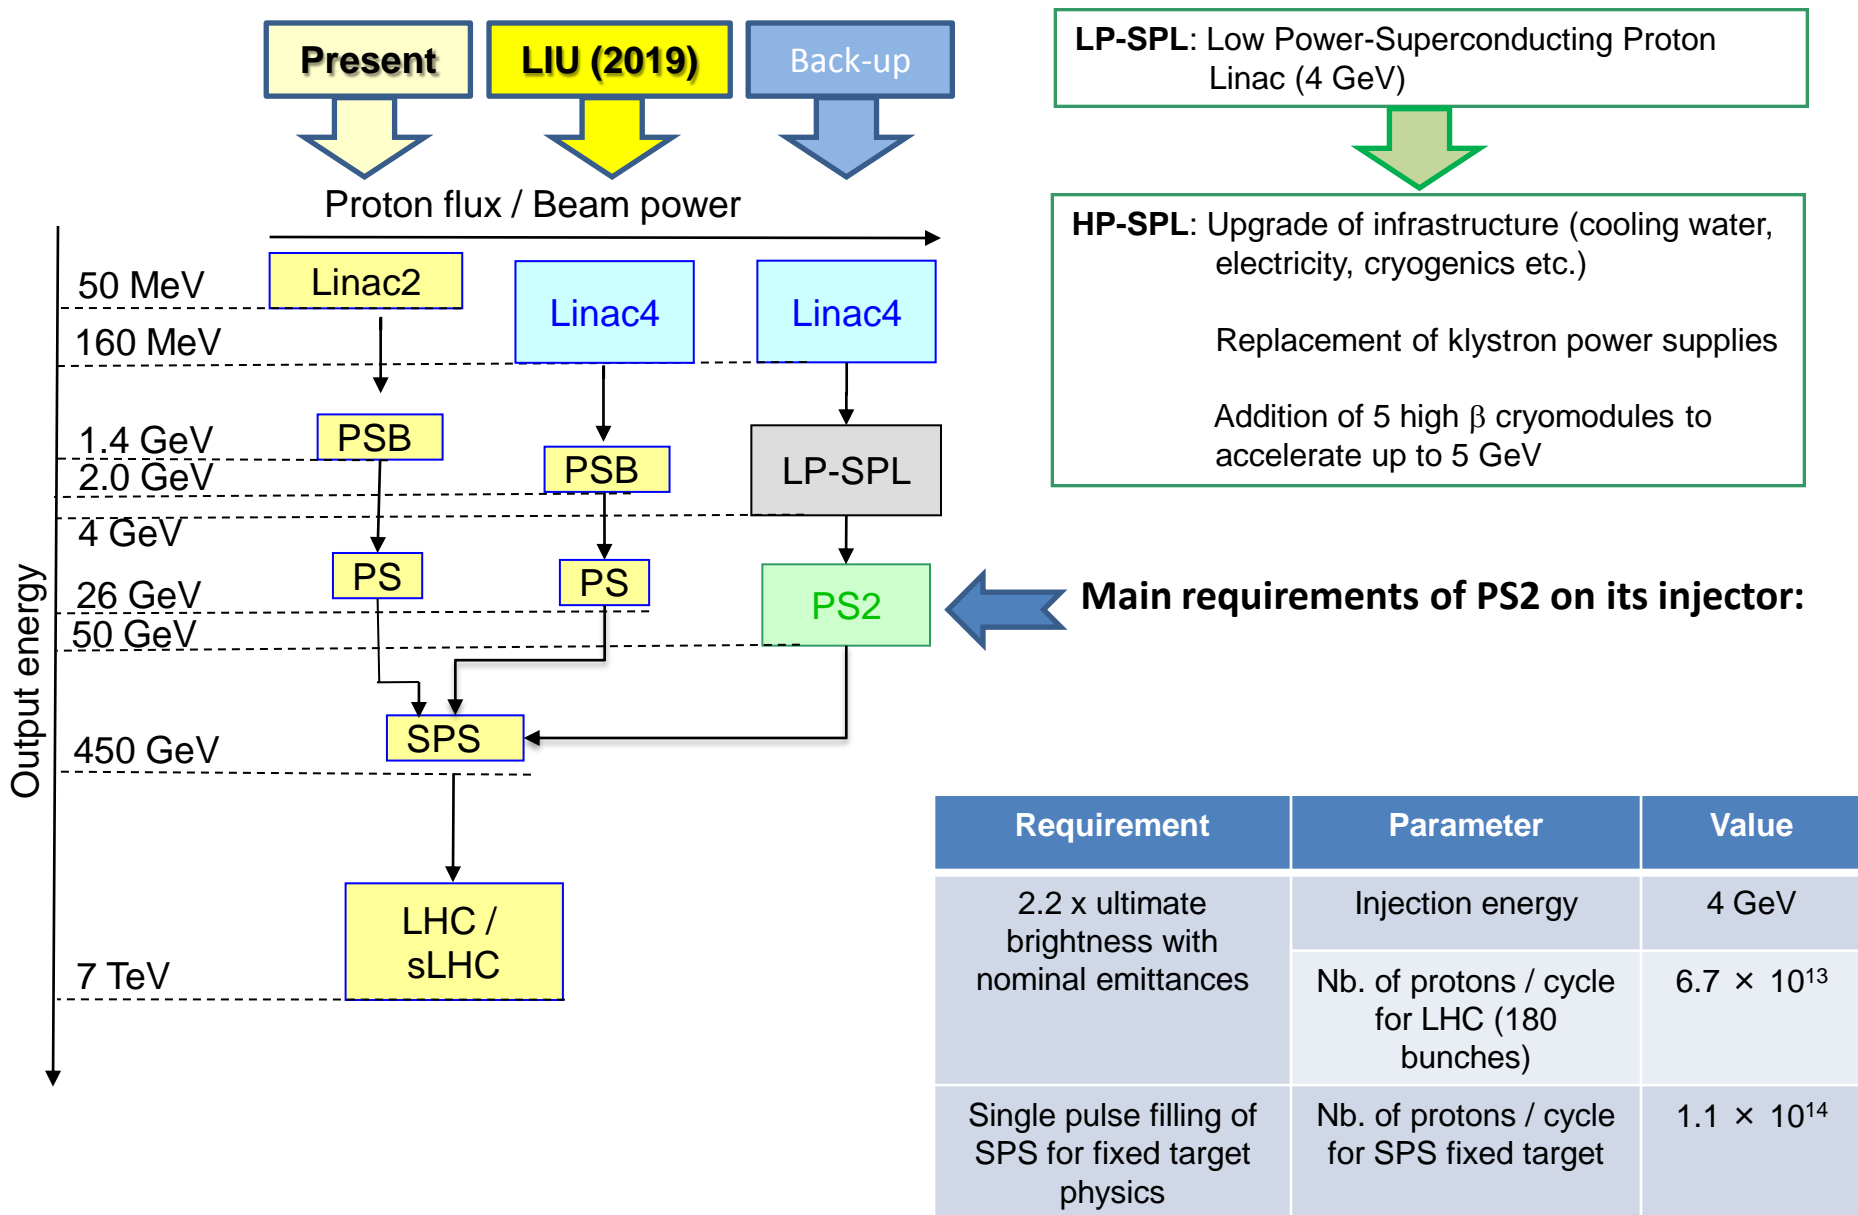 Present
LIU (2019)
Back-up
LP-SPL: Low Power-Superconducting Proton
Linac (4 GeV)
HP-SPL: Upgrade of infrastructure (cooling water,
electricity, cryogenics etc.)
Replacement of klystron power supplies
Addition of 5 high β cryomodules to
accelerate up to 5 GeV
Proton flux / Beam power
Output energy
50 MeV
160 MeV
1.4 GeV
2.0 GeV
4 GeV
26 GeV
50 GeV
450 GeV
7 TeV
Linac2
Linac4
Linac4
PSB
PSB
LP-SPL
PS
PS
PS2
SPS
LHC /
sLHC
Main requirements of PS2 on its injector:
Requirement
Parameter
Value
2.2 x ultimate
brightness with
nominal emittances
Injection energy
4 GeV
Nb. of protons / cycle
for LHC (180
bunches)
6.7 × 10¹³
Single pulse filling of
SPS for fixed target
physics
Nb. of protons / cycle
for SPS fixed target
1.1 × 10¹⁴